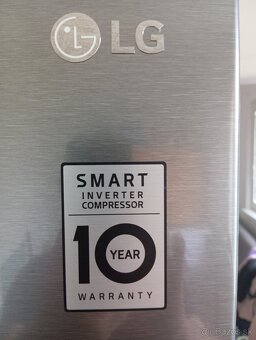 LG
SMART
INVERTER
COMPRESSOR
10 YEAR
WARRANTY